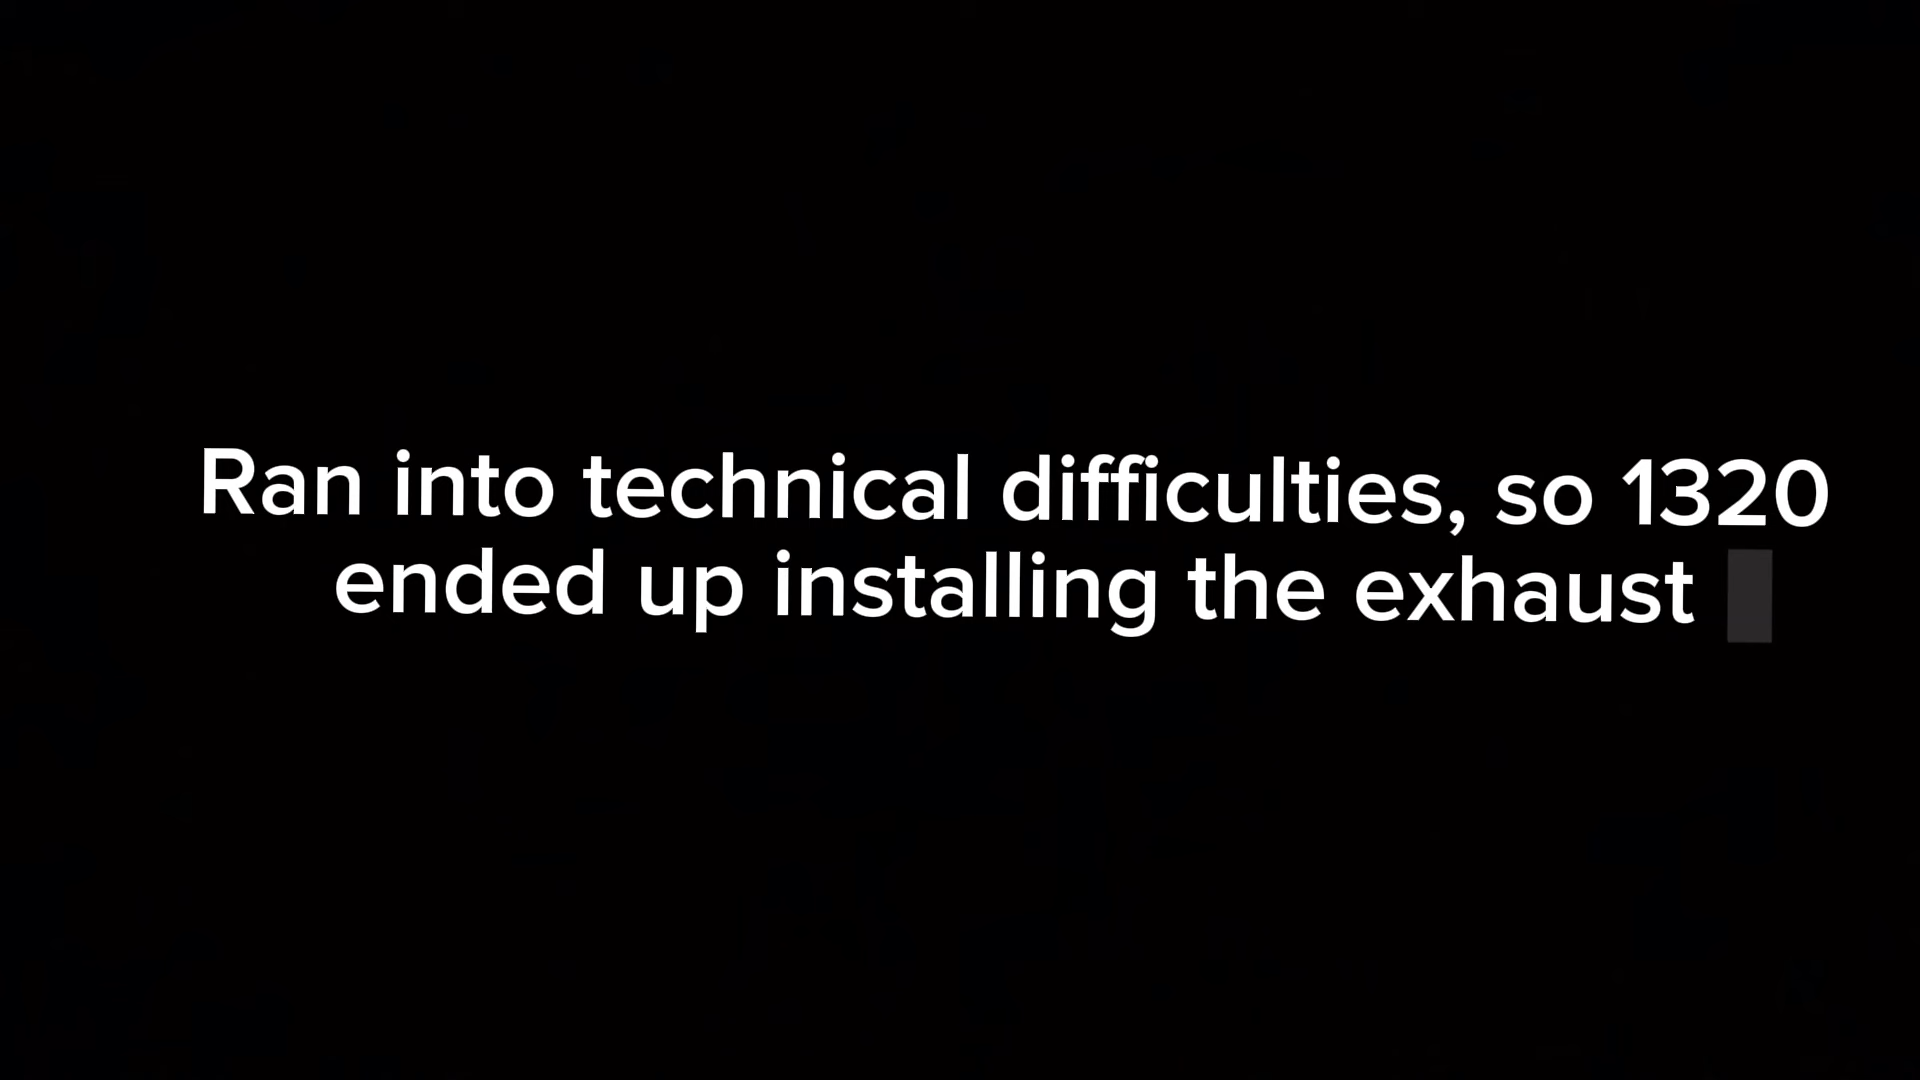 Ran into technical difficulties, so 1320
ended up installing the exhaust